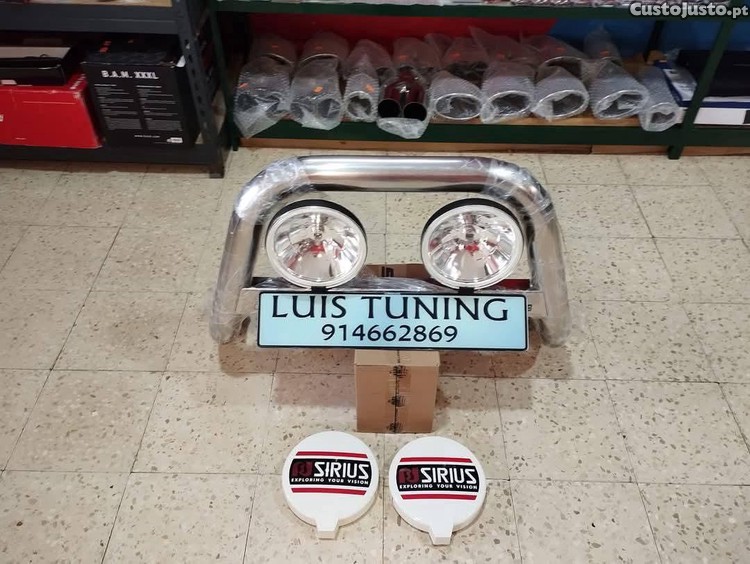 CustoJusto.pt
B.A.M. XXXL
LUIS TUNING
914662869
SIRIUS
EXPLORING YOUR VISION
SIRIUS
EXPLORING YOUR VISION